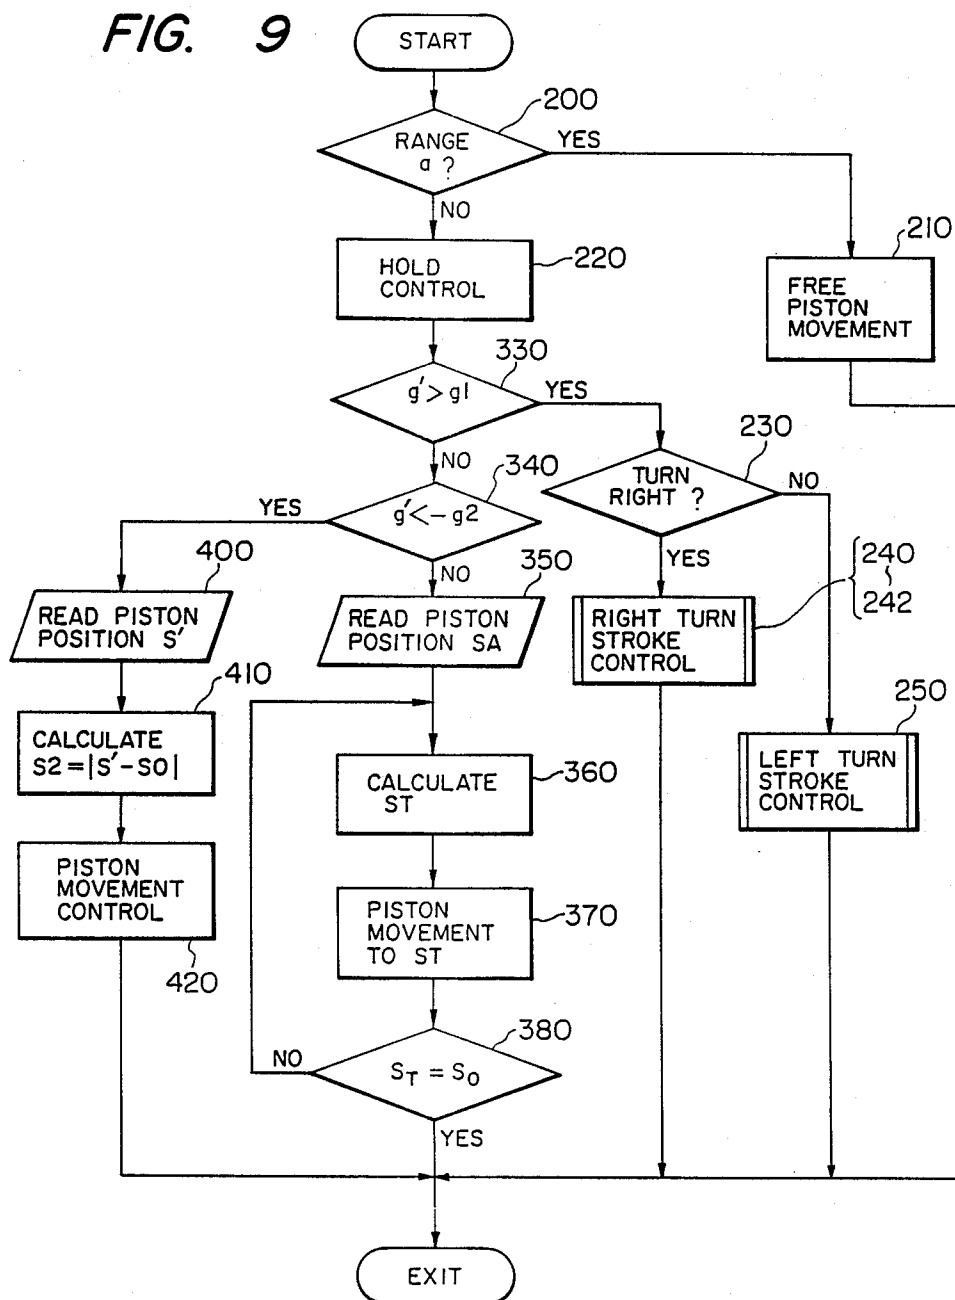 FIG. 9
START
200
RANGE
a ?
YES
NO
210
220
HOLD
CONTROL
FREE
PISTON
MOVEMENT
330
g' > g1
YES
NO
230
340
TURN
RIGHT ?
NO
YES
g' < - g2
YES
NO
400
350
240
~
242
READ PISTON
POSITION S'
READ PISTON
POSITION SA
RIGHT TURN
STROKE
CONTROL
410
250
CALCULATE
S2 = |S' - S0|
360
CALCULATE
ST
LEFT TURN
STROKE
CONTROL
PISTON
MOVEMENT
CONTROL
370
PISTON
MOVEMENT
TO ST
420
380
NO
S_T = S_O
YES
EXIT